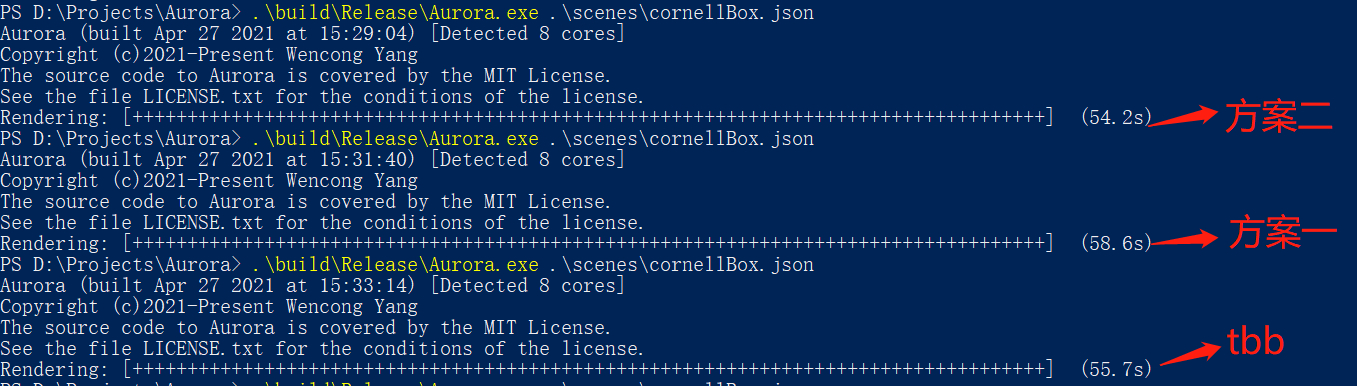 PS D:\Projects\Aurora> .\build\Release\Aurora.exe .\scenes\cornellBox.json
Aurora (built Apr 27 2021 at 15:29:04) [Detected 8 cores]
Copyright (c)2021-Present Wencong Yang
The source code to Aurora is covered by the MIT License.
See the file LICENSE.txt for the conditions of the license.
Rendering: [+++++++++++++++++++++++++++++++++++++++++++++++++++++++++++++++++++++++++++++++++++++] (54.2s) 方案二
PS D:\Projects\Aurora> .\build\Release\Aurora.exe .\scenes\cornellBox.json
Aurora (built Apr 27 2021 at 15:31:40) [Detected 8 cores]
Copyright (c)2021-Present Wencong Yang
The source code to Aurora is covered by the MIT License.
See the file LICENSE.txt for the conditions of the license.
Rendering: [+++++++++++++++++++++++++++++++++++++++++++++++++++++++++++++++++++++++++++++++++++++] (58.6s) 方案一
PS D:\Projects\Aurora> .\build\Release\Aurora.exe .\scenes\cornellBox.json
Aurora (built Apr 27 2021 at 15:33:14) [Detected 8 cores]
Copyright (c)2021-Present Wencong Yang
The source code to Aurora is covered by the MIT License.
See the file LICENSE.txt for the conditions of the license.
Rendering: [+++++++++++++++++++++++++++++++++++++++++++++++++++++++++++++++++++++++++++++++++++++] (55.7s) tbb